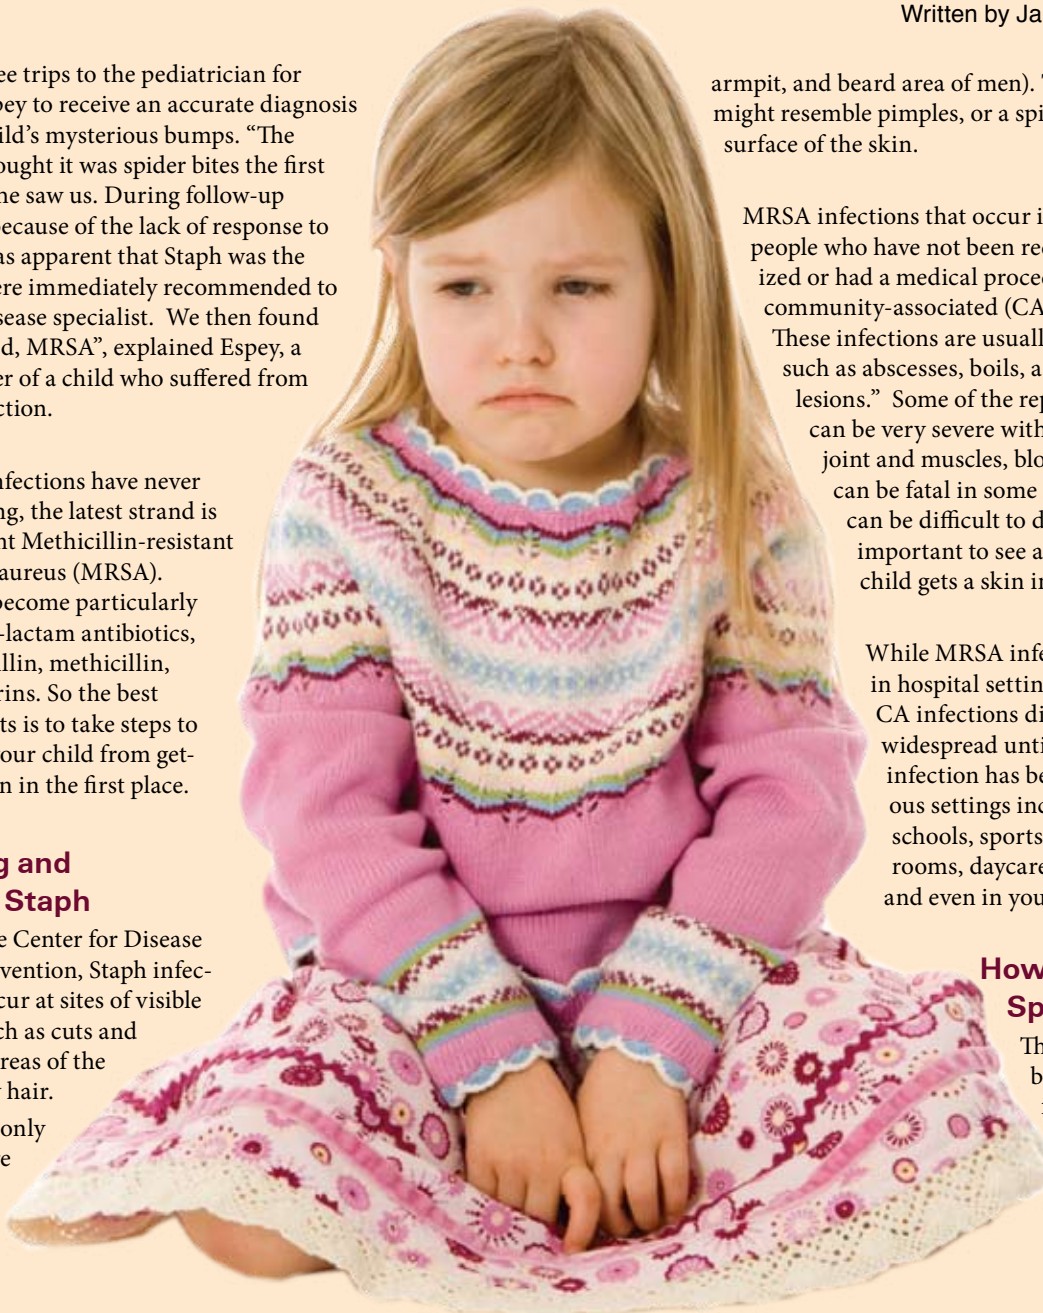 Written by Ja
ee trips to the pediatrician for
pey to receive an accurate diagnosis
ild’s mysterious bumps. “The
ought it was spider bites the first
he saw us. During follow-up
because of the lack of response to
as apparent that Staph was the
ere immediately recommended to
sease specialist.  We then found
d, MRSA”, explained Espey, a
er of a child who suffered from
ction.
nfections have never
ng, the latest strand is
nt Methicillin-resistant
aureus (MRSA).
become particularly
-lactam antibiotics,
illin, methicillin,
rins. So the best
ts is to take steps to
our child from get-
n in the first place.
g and
Staph
e Center for Disease
vention, Staph infec-
cur at sites of visible
ch as cuts and
reas of the
hair.
only
e
armpit, and beard area of men).
might resemble pimples, or a spi
surface of the skin.
MRSA infections that occur i
people who have not been rec
ized or had a medical proced
community-associated (CA
These infections are usuall
such as abscesses, boils, a
lesions.”  Some of the rep
can be very severe with
joint and muscles, blo
can be fatal in some
can be difficult to d
important to see a
child gets a skin in
While MRSA infe
in hospital settin
CA infections di
widespread unti
infection has be
ous settings inc
schools, sports
rooms, daycare
and even in you
How
Sp
Th
b